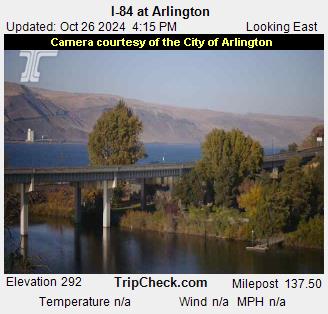 I-84 at Arlington
Updated: Oct 26 2024 4:15 PM Looking East
Camera courtesy of the City of Arlington
Elevation 292 TripCheck.com Milepost 137.50
Temperature n/a Wind n/a MPH n/a